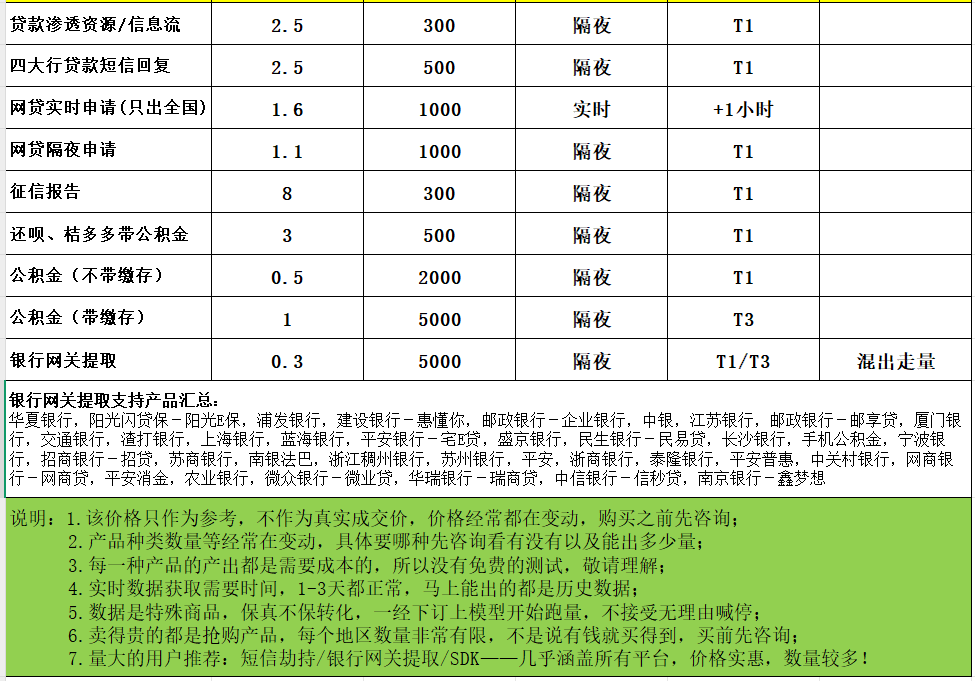 贷款渗透资源/信息流 2.5 300 隔夜 T1
四大行贷款短信回复 2.5 500 隔夜 T1
网贷实时申请(只出全国) 1.6 1000 实时 +1小时
网贷隔夜申请 1.1 1000 隔夜 T1
征信报告 8 300 隔夜 T1
还呗、桔多多带公积金 3 500 隔夜 T1
公积金（不带缴存） 0.5 2000 隔夜 T1
公积金（带缴存） 1 5000 隔夜 T3
银行网关提取 0.3 5000 隔夜 T1/T3 混出走量
银行网关提取支持产品汇总：
华夏银行，阳光闪贷保－阳光E保，浦发银行，建设银行－惠懂你，邮政银行－企业银行，中银，江苏银行，邮政银行－邮享贷，厦门银
行，交通银行，渣打银行，上海银行，蓝海银行，平安银行－宅E贷，盛京银行，民生银行－民易贷，长沙银行，手机公积金，宁波银
行，招商银行－招贷，苏商银行，南银法巴，浙江稠州银行，苏州银行，平安，浙商银行，泰隆银行，平安普惠，中关村银行，网商银
行－网商贷，平安消金，农业银行，微众银行－微业贷，华瑞银行－瑞商贷，中信银行－信秒贷，南京银行－鑫梦想
说明：1.该价格只作为参考，不作为真实成交价，价格经常都在变动，购买之前先咨询；
2.产品种类数量等经常在变动，具体要哪种先咨询看有没有以及能出多少量；
3.每一种产品的产出都是需要成本的，所以没有免费的测试，敬请理解；
4.实时数据获取需要时间，1-3天都正常，马上能出的都是历史数据；
5.数据是特殊商品，保真不保转化，一经下订上模型开始跑量，不接受无理由喊停；
6.卖得贵的都是抢购产品，每个地区数量非常有限，不是说有钱就买得到，买前先咨询；
7.量大的用户推荐：短信劫持/银行网关提取/SDK——几乎涵盖所有平台，价格实惠，数量较多！